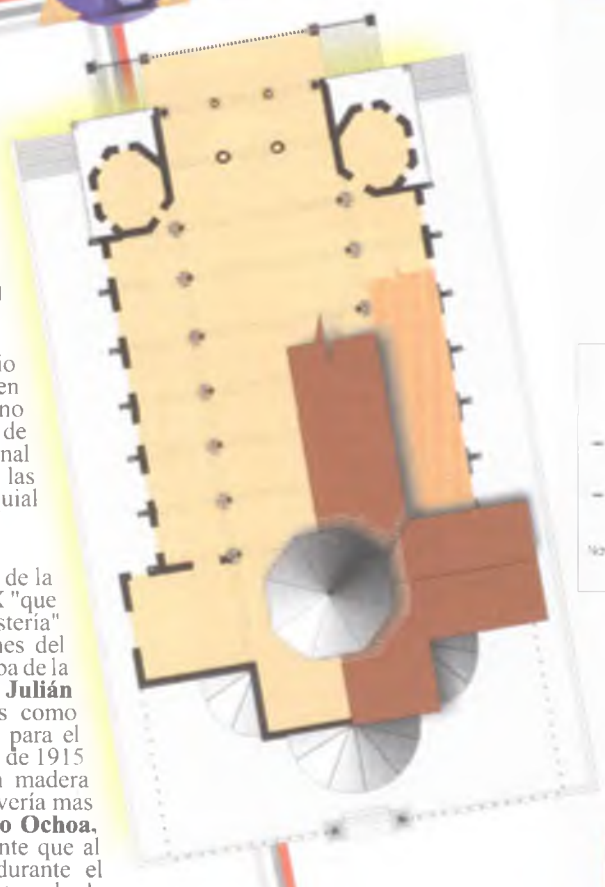 en
no
de
nal
las
uial
de la
X "que
stería"
nes del
pa de la
Julián
s como
para el
de 1915
n madera
vería mas
o Ochoa,
nte que al
durante el